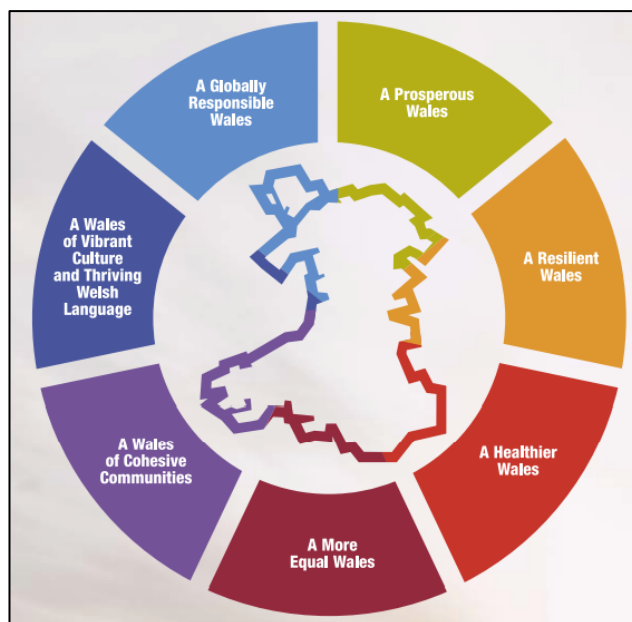 A Globally
Responsible
Wales
A Prosperous
Wales
A Resilient
Wales
A Healthier
Wales
A More
Equal Wales
A Wales
of Cohesive
Communities
A Wales
of Vibrant
Culture
and Thriving
Welsh
Language